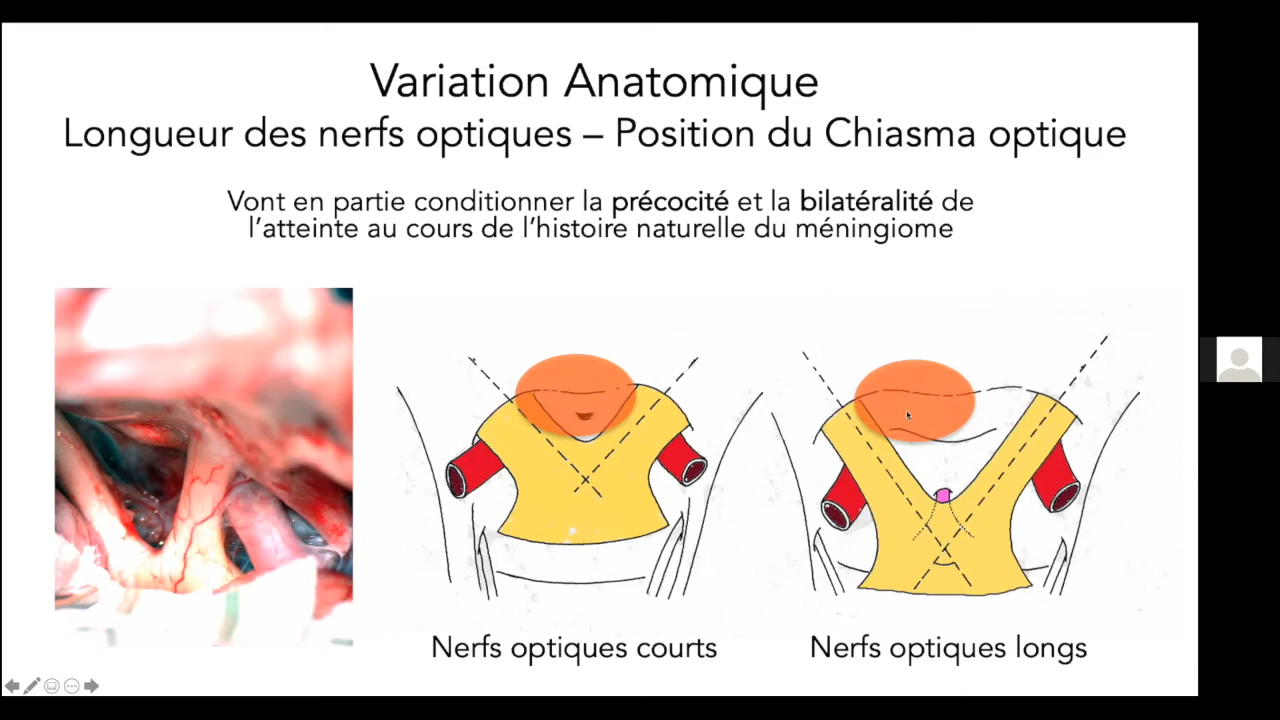 Variation Anatomique
Longueur des nerfs optiques – Position du Chiasma optique
Vont en partie conditionner la précocité et la bilatéralité de
l’atteinte au cours de l’histoire naturelle du méningiome
Nerfs optiques courts
Nerfs optiques longs